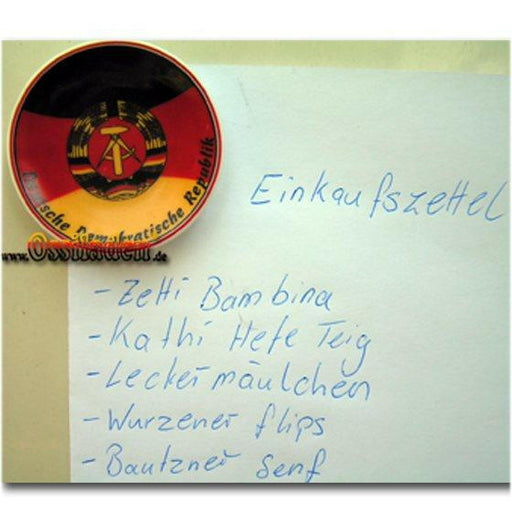 Deutsche Demokratische Republik
www.Ossiladen.de
Einkaufszettel
- Zetti Bambina
- Kathi Hefe Teig
- Leckermäulchen
- Wurzener flips
- Bautzner Senf